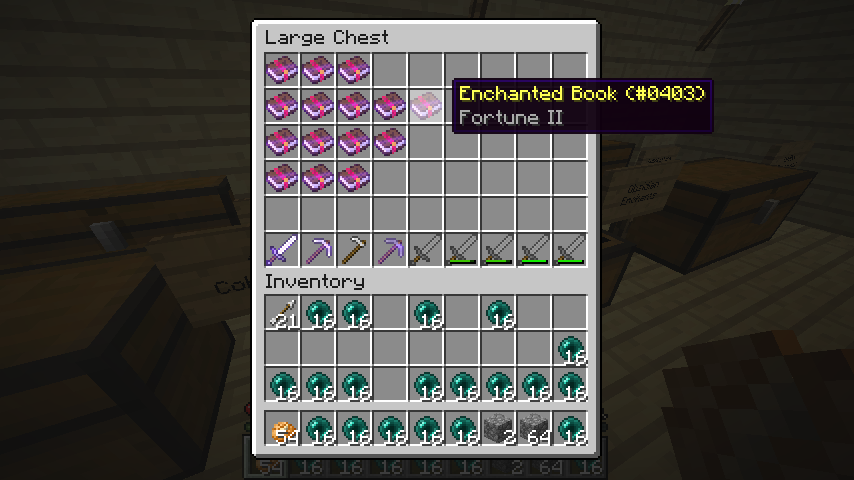 Large Chest
Enchanted Book (#0403)
Fortune II
Inventory
21 16 16 16 16
16
16 16 16 16 16 16 16 16
54 16 16 16 16 16 2 64 16
54 16 16 16 16 16 2 64 16